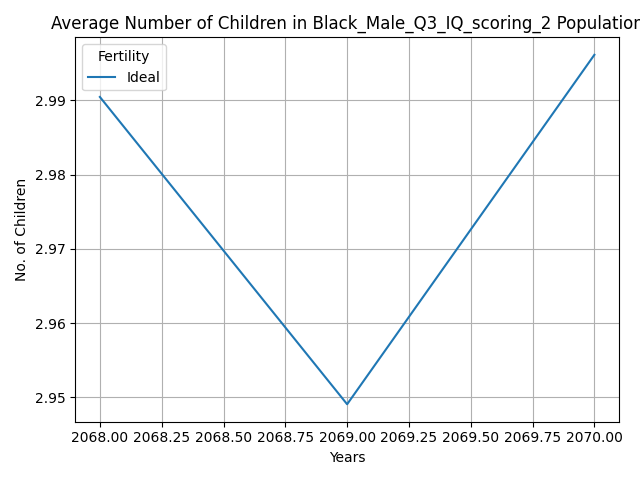 Average Number of Children in Black_Male_Q3_IQ_scoring_2 Population
Fertility
Ideal
No. of Children
2.99
2.98
2.97
2.96
2.95
2068.00 2068.25 2068.50 2068.75 2069.00 2069.25 2069.50 2069.75 2070.00
Years